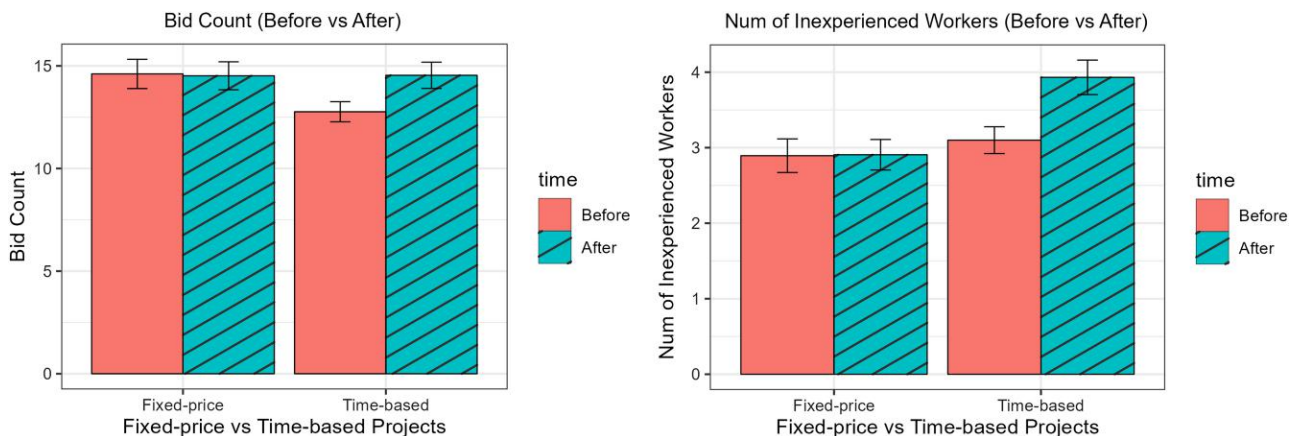 Bid Count (Before vs After)
15
10
5
0
Bid Count
Fixed-price
Time-based
Fixed-price vs Time-based Projects
time
Before
After
Num of Inexperienced Workers (Before vs After)
4
3
2
1
0
Num of Inexperienced Workers
Fixed-price
Time-based
Fixed-price vs Time-based Projects
time
Before
After